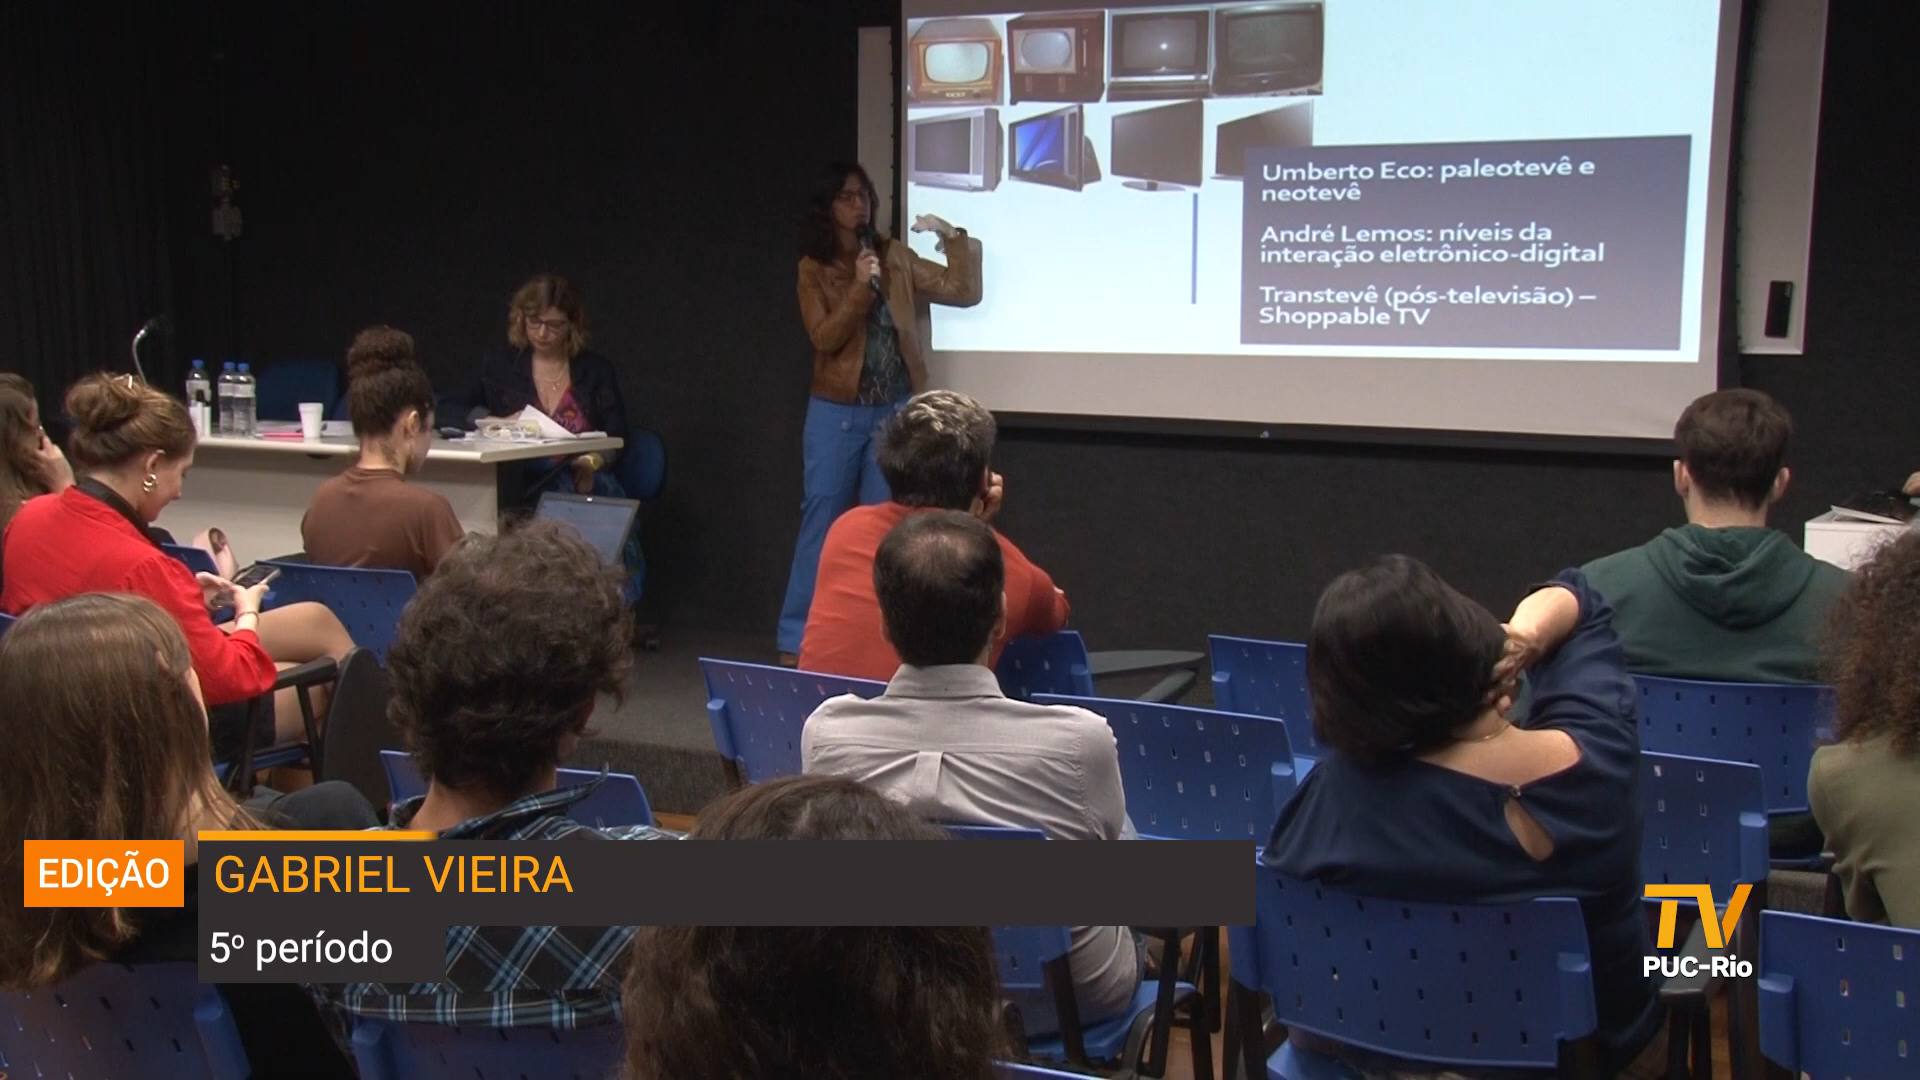 Umberto Eco: paleotevê e
neotevê
André Lemos: níveis da
interação eletrônico-digital
Transtevê (pós-televisão) –
Shoppable TV
EDIÇÃO
GABRIEL VIEIRA
5º período
TV
PUC-Rio